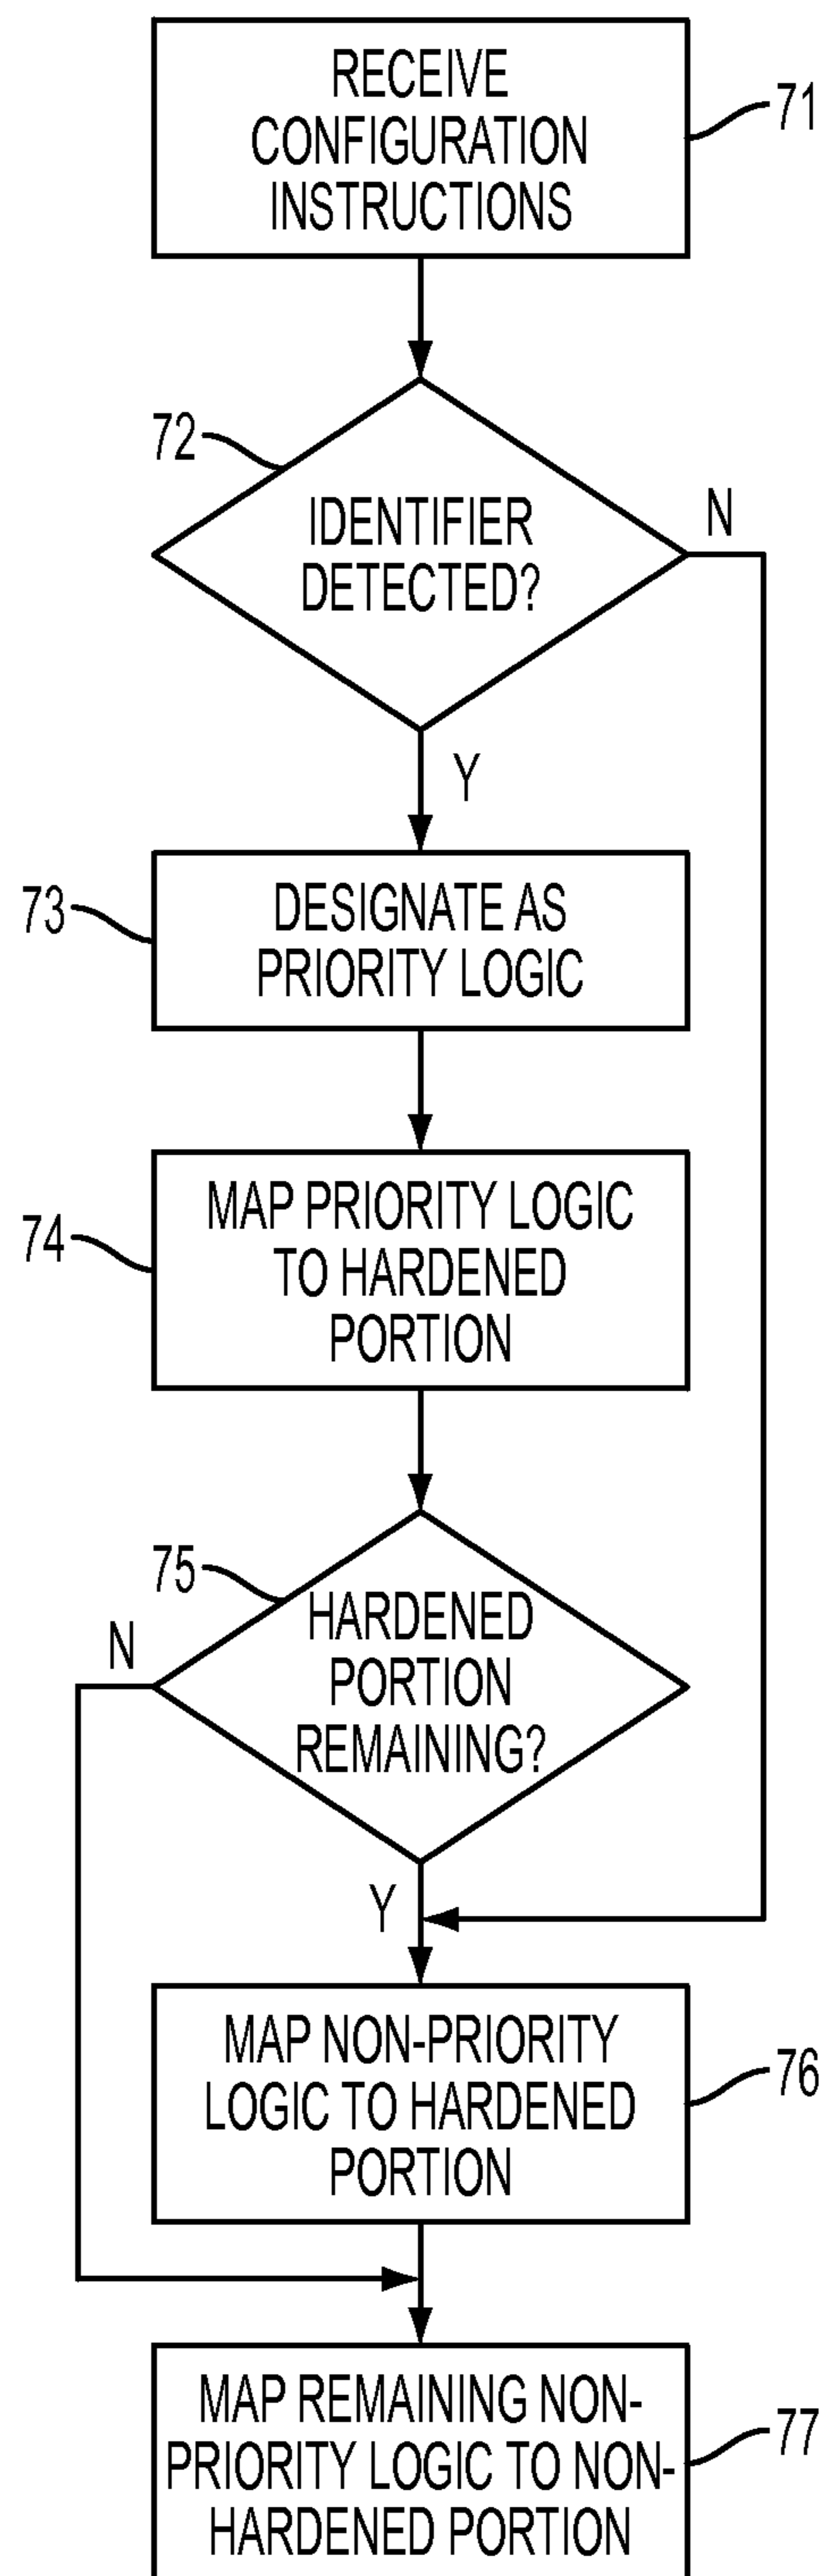 RECEIVE
CONFIGURATION
INSTRUCTIONS
71
72
IDENTIFIER
DETECTED?
N
Y
73
DESIGNATE AS
PRIORITY LOGIC
74
MAP PRIORITY LOGIC
TO HARDENED
PORTION
75
HARDENED
PORTION
REMAINING?
N
Y
MAP NON-PRIORITY
LOGIC TO HARDENED
PORTION
76
MAP REMAINING NON-
PRIORITY LOGIC TO NON-
HARDENED PORTION
77